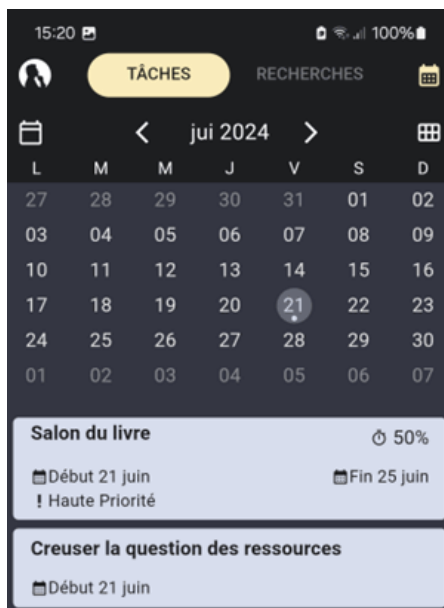 15:20 100%
TÂCHES RECHERCHES
jui 2024
L M M J V S D
27 28 29 30 31 01 02
03 04 05 06 07 08 09
10 11 12 13 14 15 16
17 18 19 20 21 22 23
24 25 26 27 28 29 30
01 02 03 04 05 06 07
Salon du livre 50%
Début 21 juin Fin 25 juin
! Haute Priorité
Creuser la question des ressources
Début 21 juin